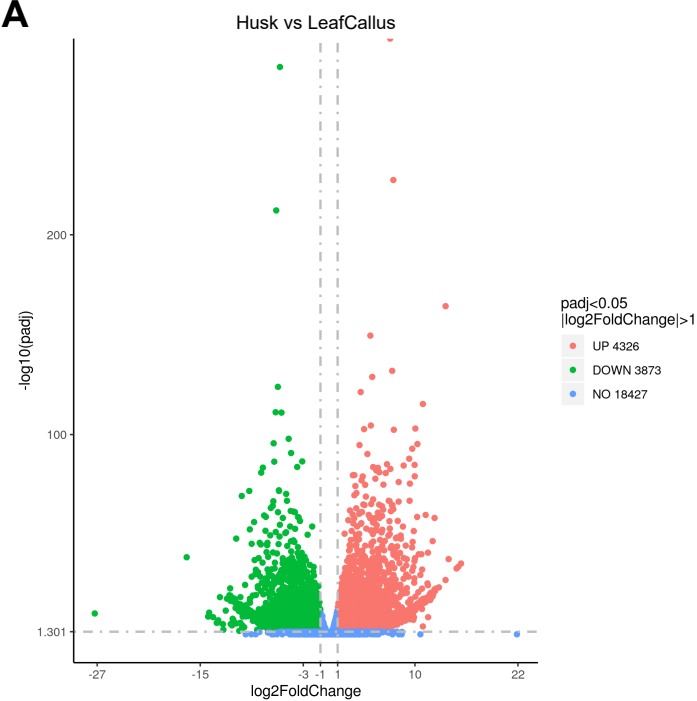 A
Husk vs LeafCallus
200
100
1.301
-log10(padj)
-27
-15
-3
-1
1
10
22
log2FoldChange
padj<0.05
|log2FoldChange|>1
UP 4326
DOWN 3873
NO 18427